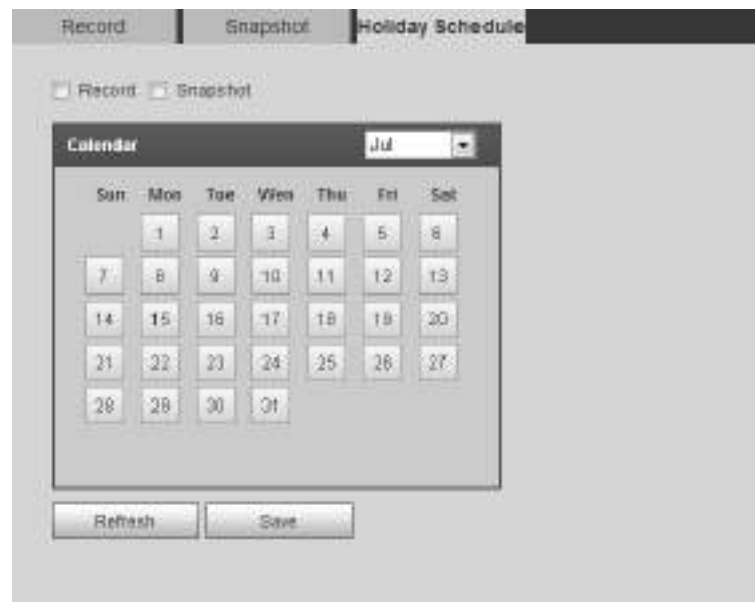 Record Snapshot Holiday Schedule
Record Snapshot
Calendar Jul
Sun Mon Tue Wen Thu Fri Sat
1 2 3 4 5 6
7 8 9 10 11 12 13
14 15 16 17 18 19 20
21 22 23 24 25 26 27
28 29 30 31
Refresh Save